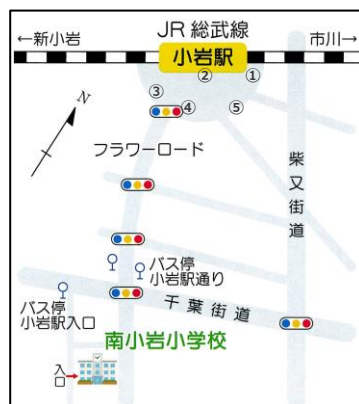 JR 総武線
←新小岩
小岩駅
市川→
②
①
③
④
⑤
N
フラワーロード
柴又街道
バス停
小岩駅通り
バス停
小岩駅入口
千葉街道
南小岩小学校
入口→